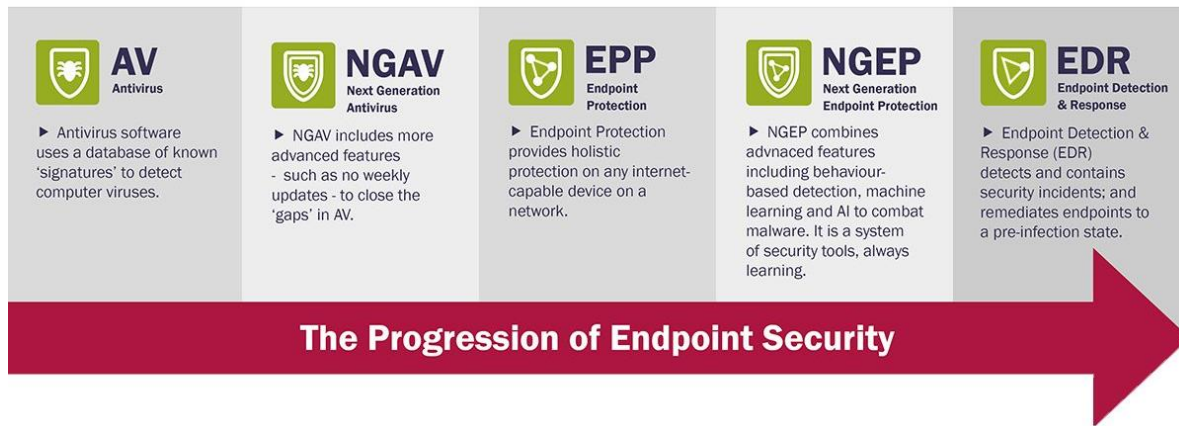 AV
Antivirus
▶ Antivirus software
uses a database of known
‘signatures’ to detect
computer viruses.
NGAV
Next Generation
Antivirus
▶ NGAV includes more
advanced features
- such as no weekly
updates - to close the
‘gaps’ in AV.
EPP
Endpoint
Protection
▶ Endpoint Protection
provides holistic
protection on any internet-
capable device on a
network.
NGEP
Next Generation
Endpoint Protection
▶ NGEP combines
advnaced features
including behaviour-
based detection, machine
learning and AI to combat
malware. It is a system
of security tools, always
learning.
EDR
Endpoint Detection
& Response
▶ Endpoint Detection &
Response (EDR)
detects and contains
security incidents; and
remediates endpoints to
a pre-infection state.
The Progression of Endpoint Security